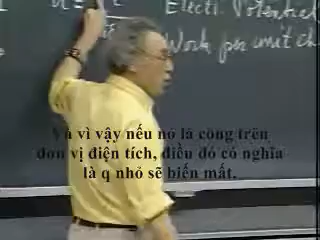 Electr. Potential
Work per unit ch
Và vì vậy nếu nó là công trên
đơn vị điện tích, điều đó có nghĩa
là q nhỏ sẽ biến mất.